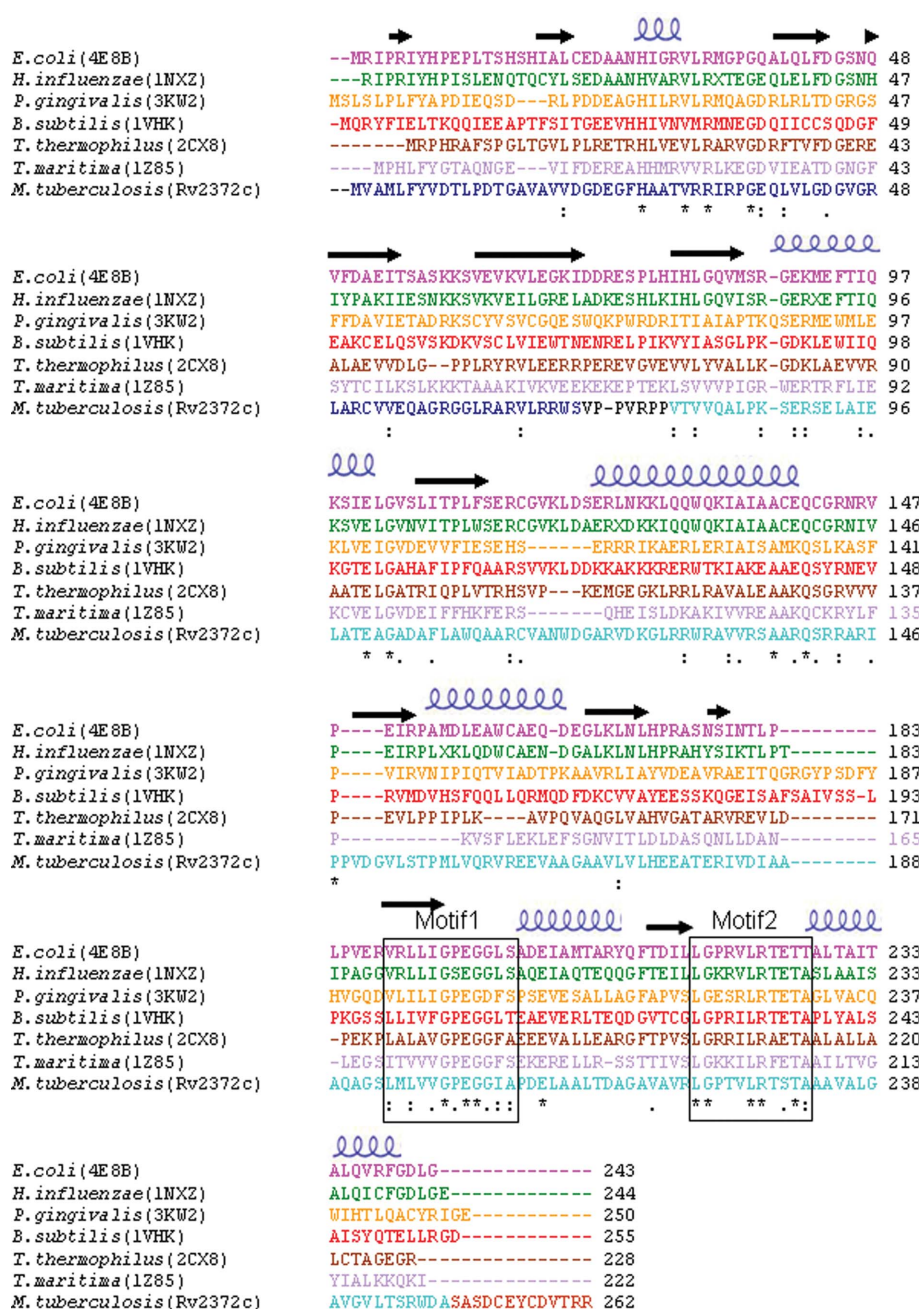 E.coli(4E8B) --MRIPRIYHPEPLTSHSHIALCEDAANHIGRVLRMGPGQALQLFDGSNQ 48
H.influenzae(1NXZ) --RIPRIYHPISLENQTQCYLSEDAANHVARVLRXTEGEQLELFDGSNH 47
P.gingivalis(3KW2) MSLSLPLFYAPDIEQSD---RLPDDEAGHILRVLRMQAGDRLRLTDGRGS 47
B.subtilis(1VHK) -MQRYFIELTKQQIEEAPTFSITGEEVHHIVNVMRMNEGDQIICCSQDGF 49
T.thermophilus(2CX8) -------MRPHRAFSPGLTGVLPLRETRHLVEVLRARVGDRFTVFDGERE 43
T.maritima(1Z85) ----MPHLFYGTAQNGE---VIFDEREAHHMRVVRLKEGDVIEATDGNGF 43
M.tuberculosis(Rv2372c) --MVAMLFYVDTLPDTGAVAVVDGDEGFHAATVRRIRPGEQLVLGDGVGR 48
: * * * *: : .
E.coli(4E8B) VFDAEITSASKKSVEVKVLEGKIDDRESPLHIHLGQVMSR-GEKMEFTIQ 97
H.influenzae(1NXZ) IYPAKIIESNKKSVKVEILGRELADKESHLKIHLGQVISR-GERXEFTIQ 96
P.gingivalis(3KW2) FFDAVIETADRKSCYVSVCGQESWQKPWRDRITIAIAPTKQSERMEWMLE 97
B.subtilis(1VHK) EAKCELQSVSKDKVSCLVIEWTNENRELPIKVYIASGLPK-GDKLEWIIQ 98
T.thermophilus(2CX8) ALAEVVDLG--PPLRYRVLEERRPEREVGVEVVLYVALLK-GDKLAEVVR 90
T.maritima(1Z85) SYTCILKSLKKKTAAAKIVKVEEKEKEPTEKLSVVVPIGR-WERTRFLIE 92
M.tuberculosis(Rv2372c) LARCVVEQAGRGGLRARVLRRWSVPP-PVRPPVTVVQALPK-SERSELAIE 96
: : : : : :: :.
E.coli(4E8B) KSIELGVSLITPLFSERCGVKLDSERLNKKLQQWQKIAIAACEQCGRNRV 147
H.influenzae(1NXZ) KSVELGVNVITPLWSERCGVKLDAERXDKKIQQWQKIAIAACEQCGRNIV 146
P.gingivalis(3KW2) KLVEIGVDEVVFIESEHS------ERRRIKAERLERIAISAMKQSLKASF 141
B.subtilis(1VHK) KGTELGAHAFIPFQAARSVVKLDDKKAKKKRERWTKIAKEAAEQSYRNEV 148
T.thermophilus(2CX8) AATELGATRIQPLVTRHSVP---KEMGEGKLRRLRAVALEAAKQSGRVVV 137
T.maritima(1Z85) KCVELGVDEIFFHKFERS-------QHEISLDKAKIVVREAAKQCKRYLF 135
M.tuberculosis(Rv2372c) LATEAGADAFLAWQAARCVANWDGARVDKGLRRWRAVVRSAARQSRRARI 146
* *. . :. : :. * *. : .
E.coli(4E8B) P----EIRPAMDLEAWCAEQ-DEGLKLNLHPRASNSINTLP--------- 183
H.influenzae(1NXZ) P----EIRPLXKLQDWCAEN-DGALKLNLHPRAHYSIKTLPT-------- 183
P.gingivalis(3KW2) P----VIRVNIPIQTVIADTPKAAVRLIAYVDEAVRAEITQGRGYPSDFY 187
B.subtilis(1VHK) P----RVMDVHSFQQLLQRMQDFDKCVVAYEESSKQGEISAFSAIVSS-L 193
T.thermophilus(2CX8) P----EVLPPIPLK----AVPQVAQGLVAHVGATARVREVLD-------- 171
T.maritima(1Z85) P--------KVSFLEKLEFSGNVITLDLDASQNLLDAN--------- 165
M.tuberculosis(Rv2372c) PPVDGVLSTPMLVQRVREEVAAGAAVLVLHEEATERIVDIAA-------- 188
* :
Motif1 Motif2
E.coli(4E8B) LPVERVRLLIGPEGGLSADEIAMTARYQFTDILLGPRVLRTETTALTAIT 233
H.influenzae(1NXZ) IPAGGVRLLIGSEGGLSAQEIAQTEQQGFTEILLGKRVLRTETASLAAIS 233
P.gingivalis(3KW2) HVGQDVLILIGPEGDFSPSEVESALLAGFAPVSLGESRLRTETAGLVACQ 237
B.subtilis(1VHK) PKGSSLLIVFGPEGGLTEAEVERLTEQDGVTCGLGPRILRTETAPLYALS 243
T.thermophilus(2CX8) -PEKPLALAVGPEGGFAEEEVALLEARGFTPVSLGRRILRAETAALALLA 220
T.maritima(1Z85) -LEGSITVVVGPEGGFSEKERELLR-SSTTIVSLGKKILRFETAAILTVG 213
M.tuberculosis(Rv2372c) AQAGSLMLVVGPEGGIAPDELAALTDAGAVAVRLGPTVLRTSTAAAVALG 238
: : .*.**.:: * . ** ** *:
E.coli(4E8B) ALQVRFGDLG------------- 243
H.influenzae(1NXZ) ALQICFGDLGE------------ 244
P.gingivalis(3KW2) WIHTLQACYRIGE---------- 250
B.subtilis(1VHK) AISYQTELLRGD----------- 255
T.thermophilus(2CX8) LCTAGEGR--------------- 228
T.maritima(1Z85) YIALKKQKI-------------- 222
M.tuberculosis(Rv2372c) AVGVLTSRWDASASDCEYCDVTRR 262